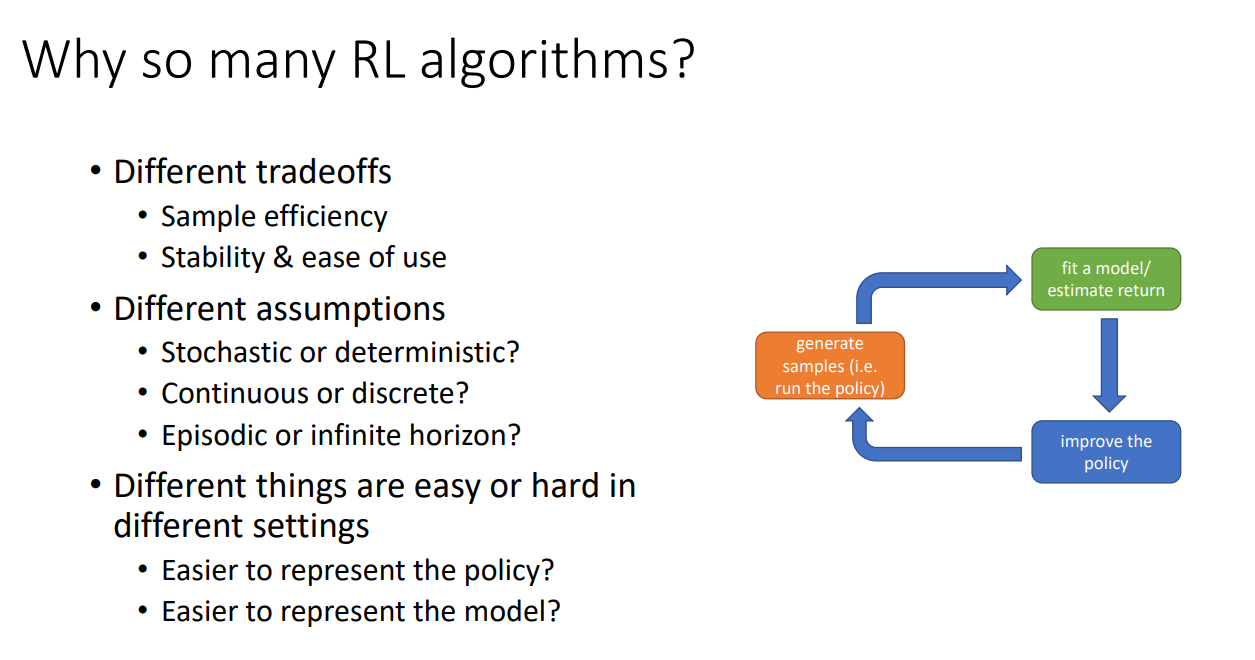 Why so many RL algorithms?
• Different tradeoffs
• Sample efficiency
• Stability & ease of use
• Different assumptions
• Stochastic or deterministic?
• Continuous or discrete?
• Episodic or infinite horizon?
• Different things are easy or hard in
different settings
• Easier to represent the policy?
• Easier to represent the model?
generate
samples (i.e.
run the policy)
fit a model/
estimate return
improve the
policy